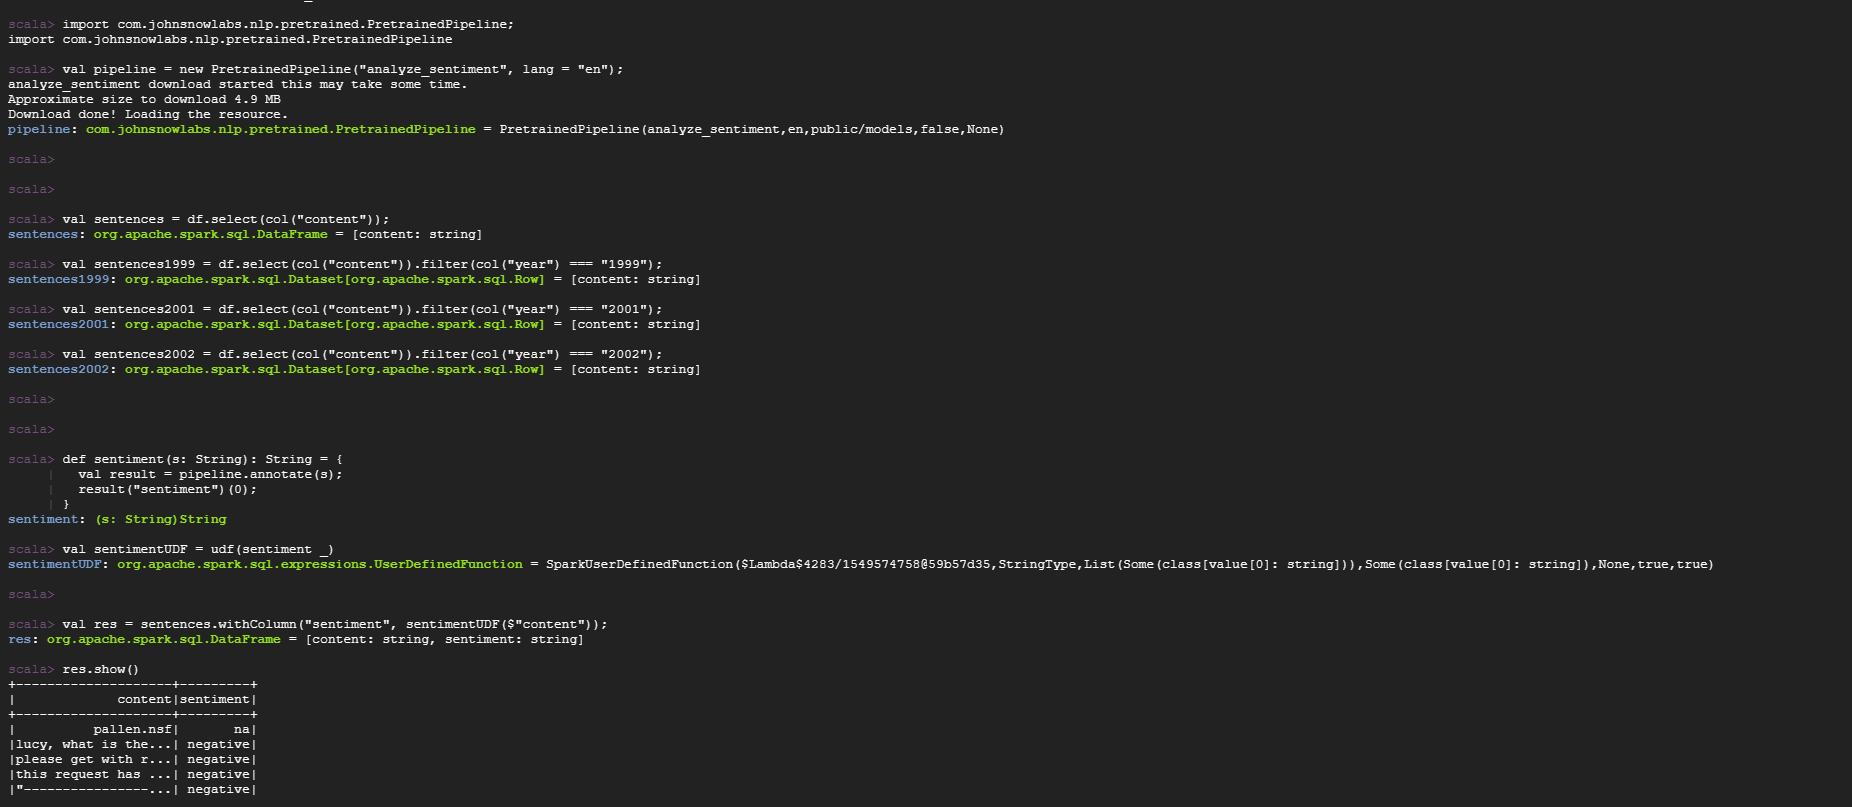 scala> import com.johnsnowlabs.nlp.pretrained.PretrainedPipeline;
import com.johnsnowlabs.nlp.pretrained.PretrainedPipeline
scala> val pipeline = new PretrainedPipeline("analyze_sentiment", lang = "en");
analyze_sentiment download started this may take some time.
Approximate size to download 4.9 MB
Download done! Loading the resource.
pipeline: com.johnsnowlabs.nlp.pretrained.PretrainedPipeline = PretrainedPipeline(analyze_sentiment,en,public/models,false,None)
scala>
scala>
scala> val sentences = df.select(col("content"));
sentences: org.apache.spark.sql.DataFrame = [content: string]
scala> val sentences1999 = df.select(col("content")).filter(col("year") === "1999");
sentences1999: org.apache.spark.sql.Dataset[org.apache.spark.sql.Row] = [content: string]
scala> val sentences2001 = df.select(col("content")).filter(col("year") === "2001");
sentences2001: org.apache.spark.sql.Dataset[org.apache.spark.sql.Row] = [content: string]
scala> val sentences2002 = df.select(col("content")).filter(col("year") === "2002");
sentences2002: org.apache.spark.sql.Dataset[org.apache.spark.sql.Row] = [content: string]
scala>
scala>
scala> def sentiment(s: String): String = {
| val result = pipeline.annotate(s);
| result("sentiment")(0);
| }
sentiment: (s: String)String
scala> val sentimentUDF = udf(sentiment _)
sentimentUDF: org.apache.spark.sql.expressions.UserDefinedFunction = SparkUserDefinedFunction($Lambda$4283/1549574758@59b57d35,StringType,List(Some(class[value[0]: string])),Some(class[value[0]: string]),None,true,true)
scala>
scala> val res = sentences.withColumn("sentiment", sentimentUDF($"content"));
res: org.apache.spark.sql.DataFrame = [content: string, sentiment: string]
scala> res.show()
+--------------------+---------+
|             content|sentiment|
+--------------------+---------+
|          pallen.nsf|       na|
|lucy, what is the...| negative|
|please get with r...| negative|
|this request has ...| negative|
|"----------------...| negative|